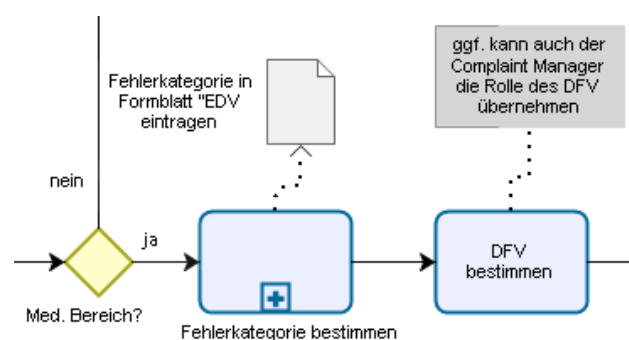 Fehlerkategorie in
Formblatt "EDV
eintragen
ggf. kann auch der
Complaint Manager
die Rolle des DFV
übernehmen
nein
ja
DFV
bestimmen
Med. Bereich?
Fehlerkategorie bestimmen